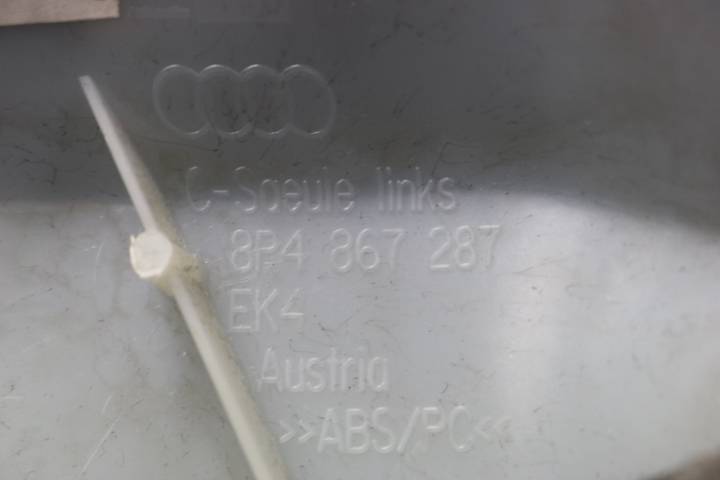 C-Saeule links
8P4 867 287
EK4
Austria
>>ABS/PC<<